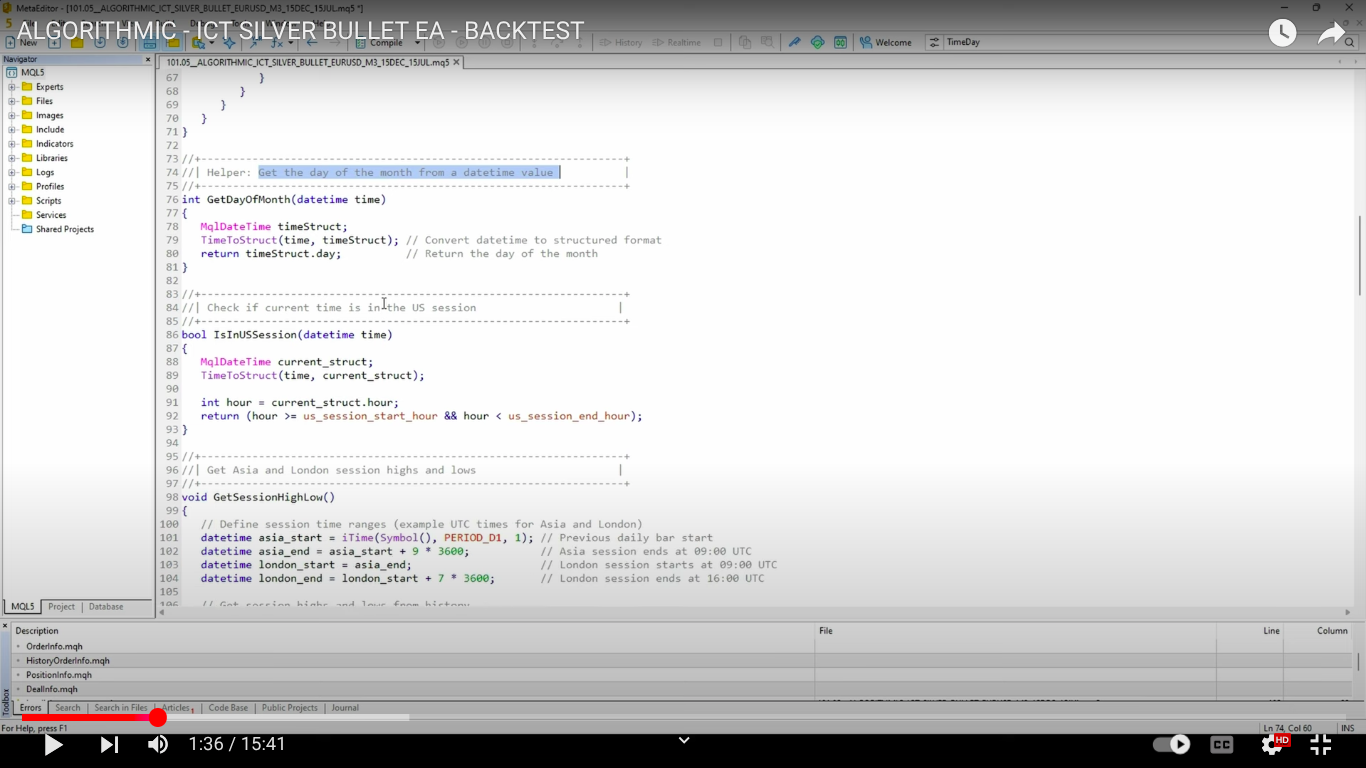 MetaEditor - [101.05__ALGORITHMIC_ICT_SILVER_BULLET_EURUSD_M3_15DEC_15JUL.mq5 *]
ALGORITHMIC - ICT SILVER BULLET EA - BACKTEST
New
Compile
History
Realtime
Welcome
TimeDay
Navigator
101.05__ALGORITHMIC_ICT_SILVER_BULLET_EURUSD_M3_15DEC_15JUL.mq5
MQL5
Experts
Files
Images
Include
Indicators
Libraries
Logs
Profiles
Scripts
Services
Shared Projects
67 }
68 }
69 }
70 }
71 }
72
73 //+------------------------------------------------------------------+
74 //| Helper: Get the day of the month from a datetime value |
75 //+------------------------------------------------------------------+
76 int GetDayOfMonth(datetime time)
77 {
78 MqlDateTime timeStruct;
79 TimeToStruct(time, timeStruct); // Convert datetime to structured format
80 return timeStruct.day; // Return the day of the month
81 }
82
83 //+------------------------------------------------------------------+
84 //| Check if current time is in the US session |
85 //+------------------------------------------------------------------+
86 bool IsInUSSession(datetime time)
87 {
88 MqlDateTime current_struct;
89 TimeToStruct(time, current_struct);
90
91 int hour = current_struct.hour;
92 return (hour >= us_session_start_hour && hour < us_session_end_hour);
93 }
94
95 //+------------------------------------------------------------------+
96 //| Get Asia and London session highs and lows |
97 //+------------------------------------------------------------------+
98 void GetSessionHighLow()
99 {
100 // Define session time ranges (example UTC times for Asia and London)
101 datetime asia_start = iTime(Symbol(), PERIOD_D1, 1); // Previous daily bar start
102 datetime asia_end = asia_start + 9 * 3600; // Asia session ends at 09:00 UTC
103 datetime london_start = asia_end; // London session starts at 09:00 UTC
104 datetime london_end = london_start + 7 * 3600; // London session ends at 16:00 UTC
105
106 // Get session highs and lows from history
MQL5 Project Database
Description File Line Column
OrderInfo.mqh
HistoryOrderInfo.mqh
PositionInfo.mqh
DealInfo.mqh
Toolbox
Errors Search Search in Files Articles 1 Code Base Public Projects Journal
For Help, press F1
Ln 74, Col 60 INS
1:36 / 15:41
CC
HD